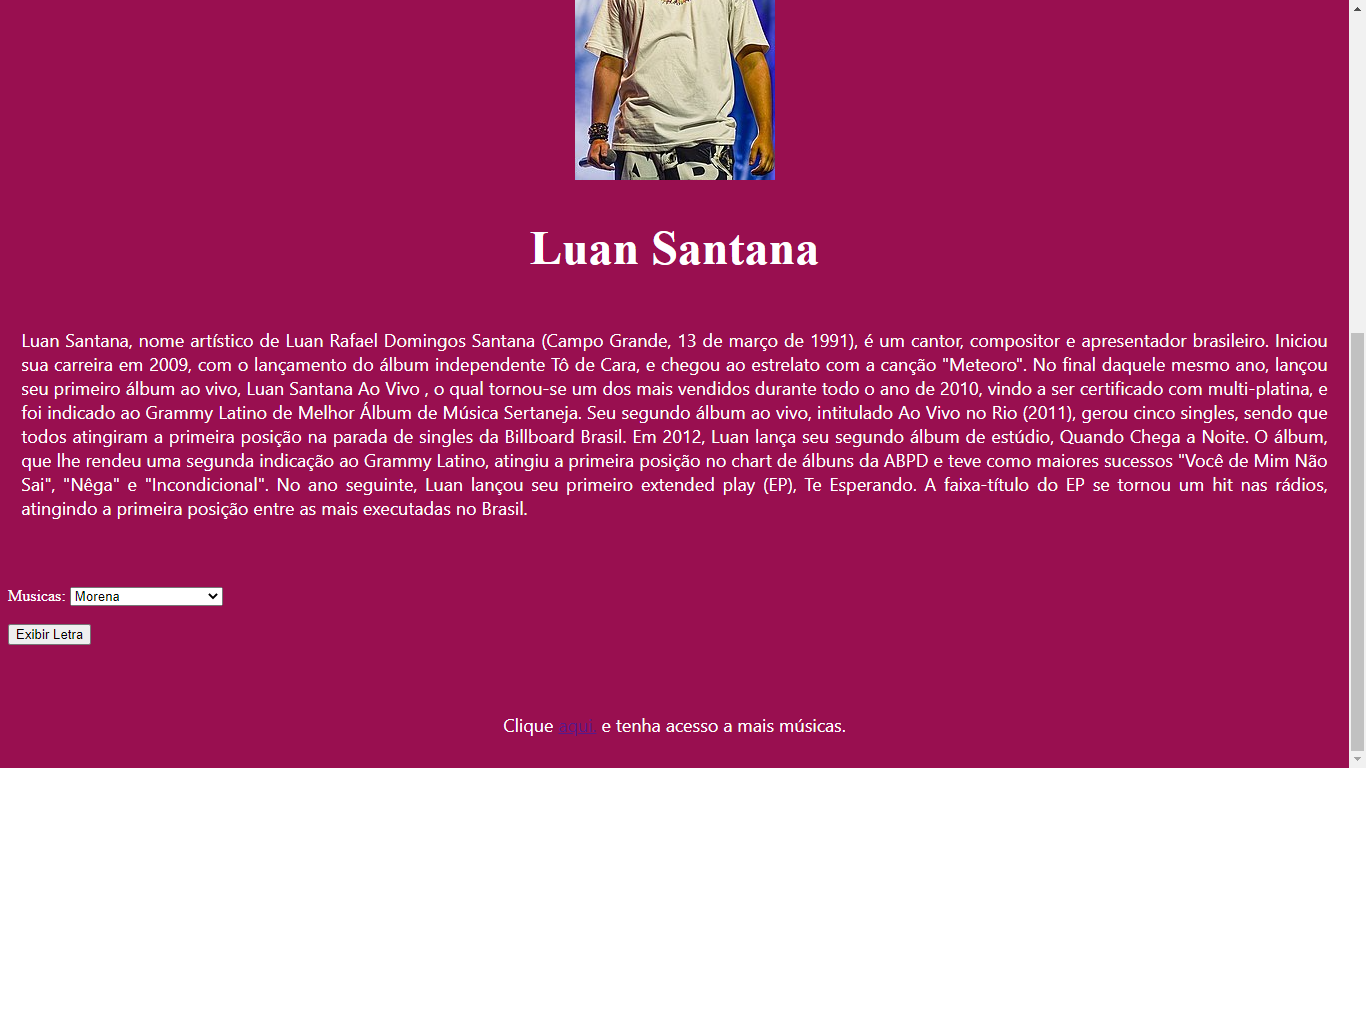 Luan Santana
Luan Santana, nome artístico de Luan Rafael Domingos Santana (Campo Grande, 13 de março de 1991), é um cantor, compositor e apresentador brasileiro. Iniciou
sua carreira em 2009, com o lançamento do álbum independente Tô de Cara, e chegou ao estrelato com a canção "Meteoro". No final daquele mesmo ano, lançou
seu primeiro álbum ao vivo, Luan Santana Ao Vivo , o qual tornou-se um dos mais vendidos durante todo o ano de 2010, vindo a ser certificado com multi-platina, e
foi indicado ao Grammy Latino de Melhor Álbum de Música Sertaneja. Seu segundo álbum ao vivo, intitulado Ao Vivo no Rio (2011), gerou cinco singles, sendo que
todos atingiram a primeira posição na parada de singles da Billboard Brasil. Em 2012, Luan lança seu segundo álbum de estúdio, Quando Chega a Noite. O álbum,
que lhe rendeu uma segunda indicação ao Grammy Latino, atingiu a primeira posição no chart de álbuns da ABPD e teve como maiores sucessos "Você de Mim Não
Sai", "Nêga" e "Incondicional". No ano seguinte, Luan lançou seu primeiro extended play (EP), Te Esperando. A faixa-título do EP se tornou um hit nas rádios,
atingindo a primeira posição entre as mais executadas no Brasil.
Musicas: Morena
Exibir Letra
Clique aqui, e tenha acesso a mais músicas.